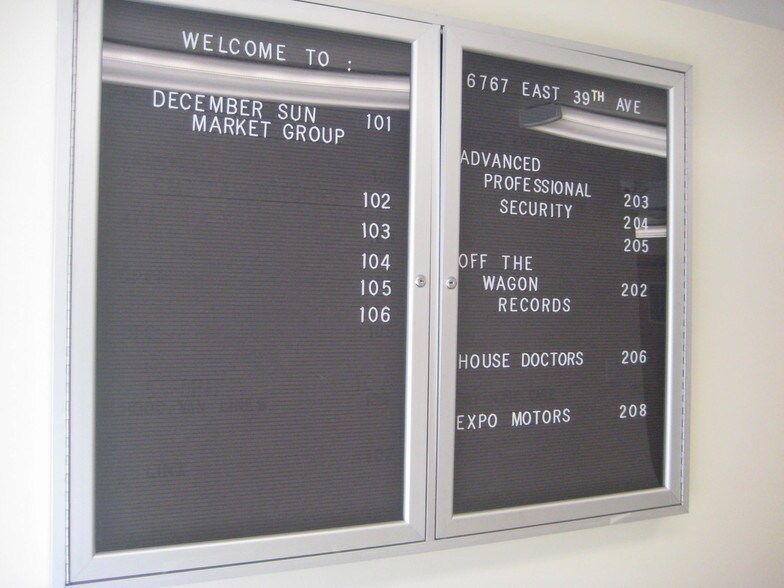 WELCOME TO :
DECEMBER SUN
MARKET GROUP 101
102
103
104
105
106
6767 EAST 39TH AVE
ADVANCED
PROFESSIONAL
SECURITY 203
204
205
OFF THE
WAGON 202
RECORDS
HOUSE DOCTORS 206
EXPO MOTORS 208